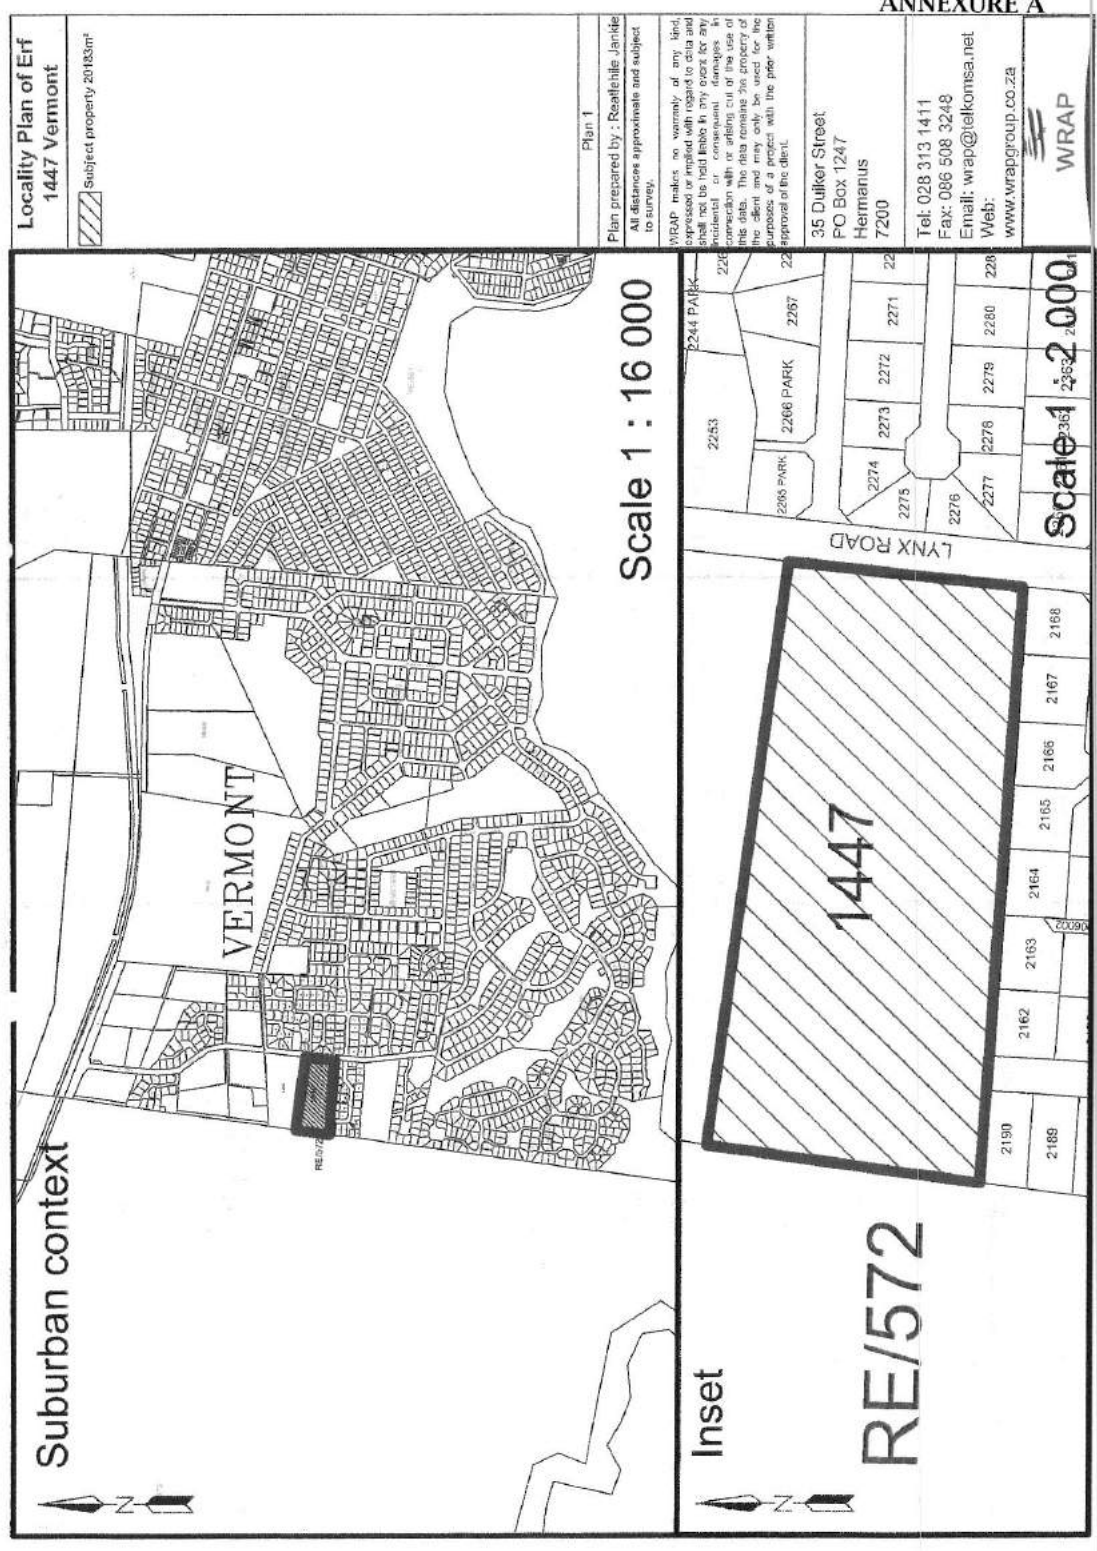 ANNEXURE A
Locality Plan of Erf
1447 Vermont
Subject property 20183m²
Plan 1
Plan prepared by : Reatlehile Jankie
All distances approximate and subject
to survey.
WRAP makes no warranty of any kind,
expressed or implied with regard to data and
shall not be held liable in any event for any
incidental or consequent damages in
connection with or arising out of the use of
this data. The data remains the property of
the client and may only be used for the
purposes of a project with the prior written
approval of the client.
35 Duiker Street
PO Box 1247
Hermanus
7200
Tel: 028 313 1411
Fax: 086 508 3248
Email: wrap@telkomsa.net
Web:
www.wrapgroup.co.za
WRAP
Suburban context
N
VERMONT
RE/572
Scale 1 : 16 000
Inset
N
RE/572
1447
LYNX ROAD
Scale 1 : 2 000
2244 PARK
2253
2267
2266 PARK
2265 PARK
2271
2272
2273
2274
2275
2276
2277
2278
2279
2280
2168
2167
2166
2165
2164
2163
2162
2190
2189